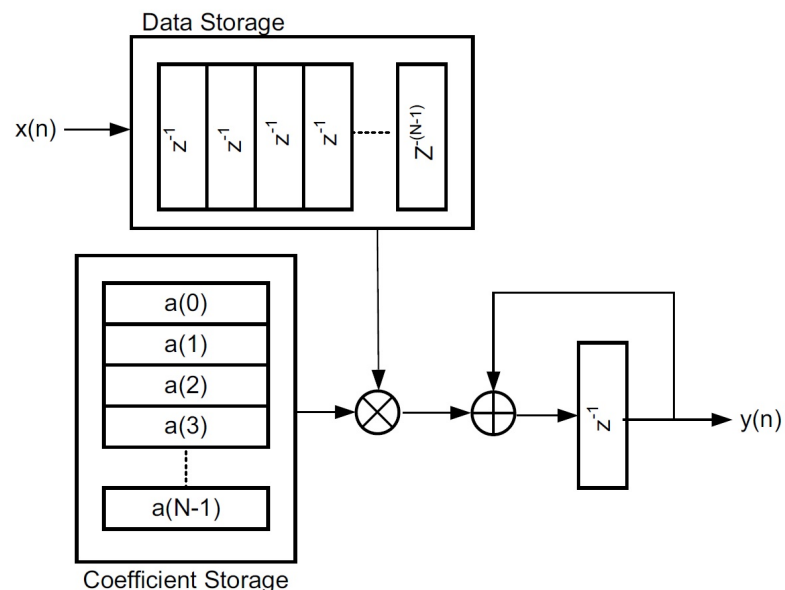 Data Storage
x(n)
z-1
z-1
z-1
z-1
Z-(N-1)
a(0)
a(1)
a(2)
a(3)
a(N-1)
z-1
y(n)
Coefficient Storage